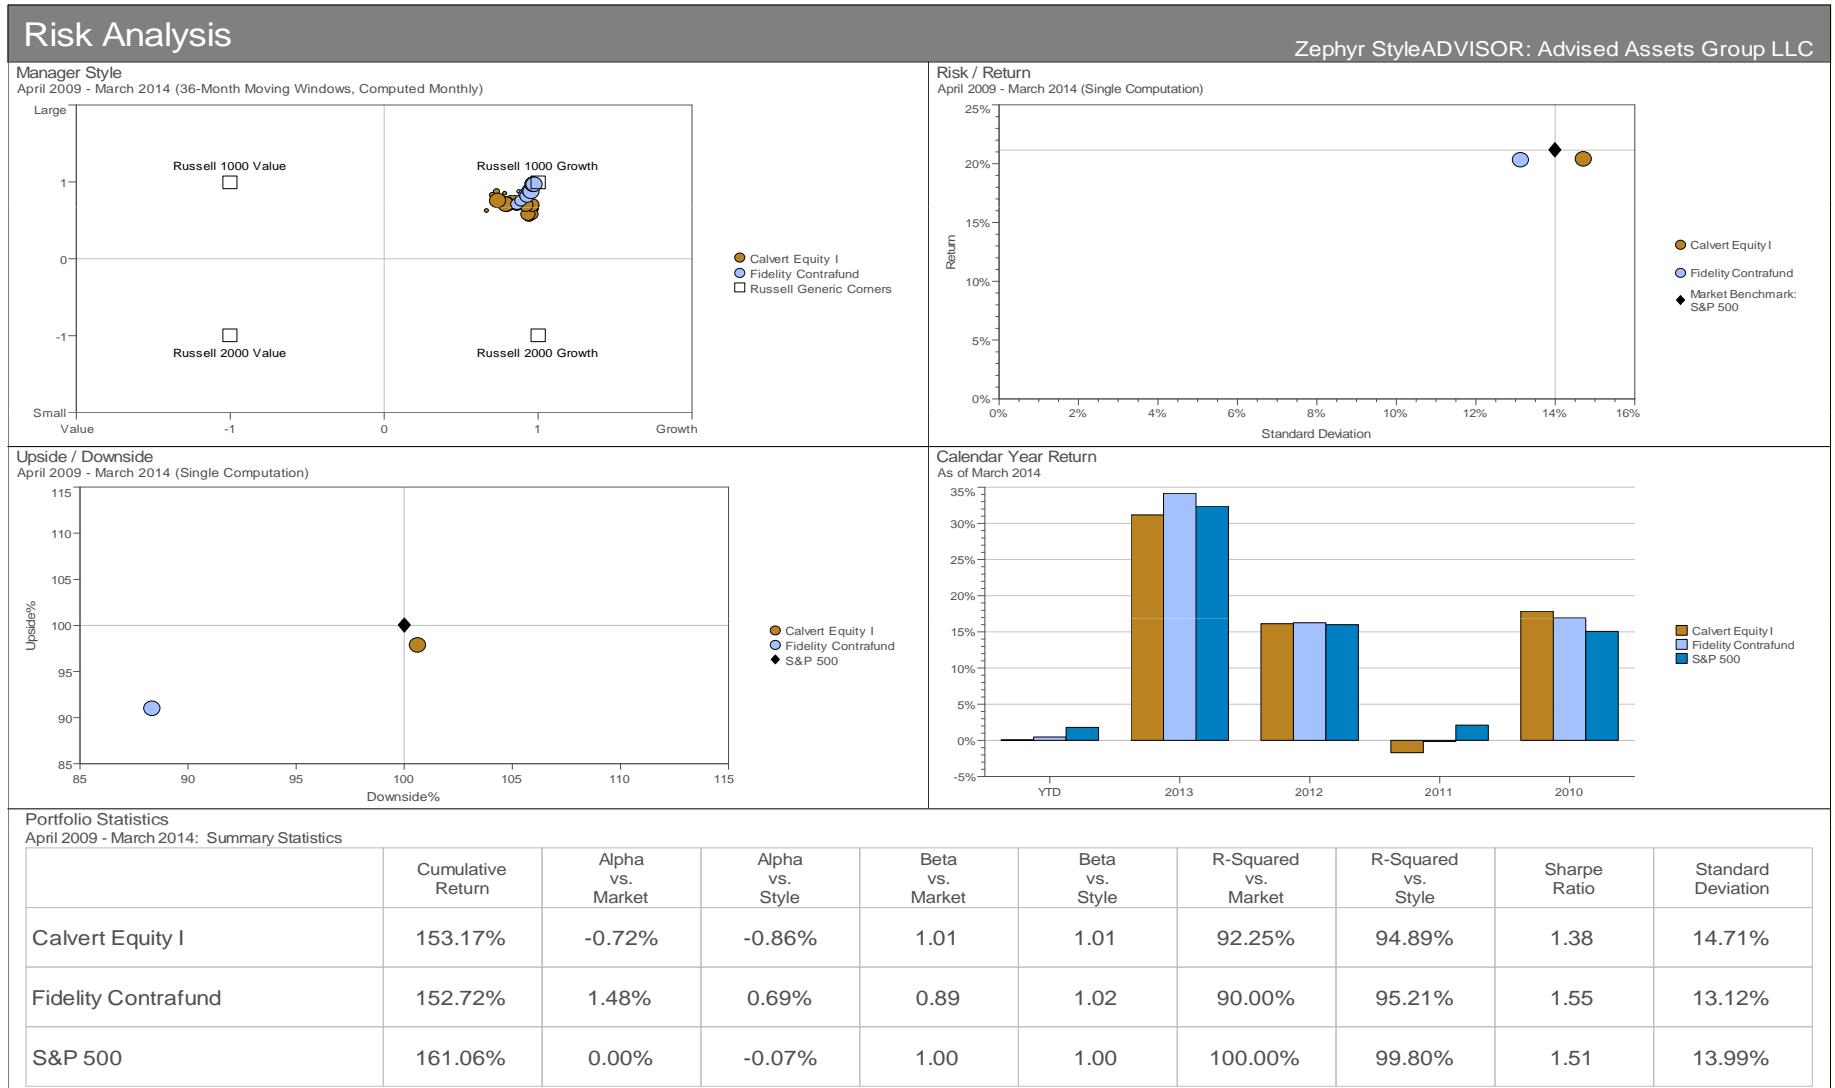 Risk Analysis
Zephyr StyleADVISOR: Advised Assets Group LLC
Manager Style
April 2009 - March 2014 (36-Month Moving Windows, Computed Monthly)
Large
1
0
-1
Small
Value
-1
0
1
Growth
Russell 1000 Value
Russell 1000 Growth
Russell 2000 Value
Russell 2000 Growth
Calvert Equity I
Fidelity Contrafund
Russell Generic Corners
Risk / Return
April 2009 - March 2014 (Single Computation)
Return
25%
20%
15%
10%
5%
0%
0%
2%
4%
6%
8%
10%
12%
14%
16%
Standard Deviation
Calvert Equity I
Fidelity Contrafund
Market Benchmark:
S&P 500
Upside / Downside
April 2009 - March 2014 (Single Computation)
Upside%
115
110
105
100
95
90
85
85
90
95
100
105
110
115
Downside%
Calvert Equity I
Fidelity Contrafund
S&P 500
Calendar Year Return
As of March 2014
35%
30%
25%
20%
15%
10%
5%
0%
-5%
YTD
2013
2012
2011
2010
Calvert Equity I
Fidelity Contrafund
S&P 500
Portfolio Statistics
April 2009 - March 2014: Summary Statistics
Cumulative
Return
Alpha
vs.
Market
Alpha
vs.
Style
Beta
vs.
Market
Beta
vs.
Style
R-Squared
vs.
Market
R-Squared
vs.
Style
Sharpe
Ratio
Standard
Deviation
Calvert Equity I 153.17% -0.72% -0.86% 1.01 1.01 92.25% 94.89% 1.38 14.71%
Fidelity Contrafund 152.72% 1.48% 0.69% 0.89 1.02 90.00% 95.21% 1.55 13.12%
S&P 500 161.06% 0.00% -0.07% 1.00 1.00 100.00% 99.80% 1.51 13.99%